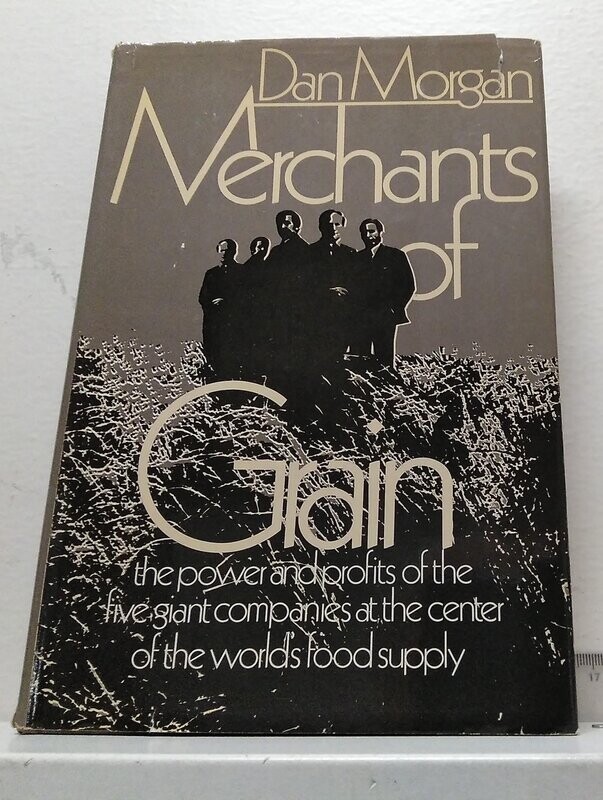 Dan Morgan
Merchants
of
Grain
the power and profits of the
five giant companies at the center
of the world's food supply
17